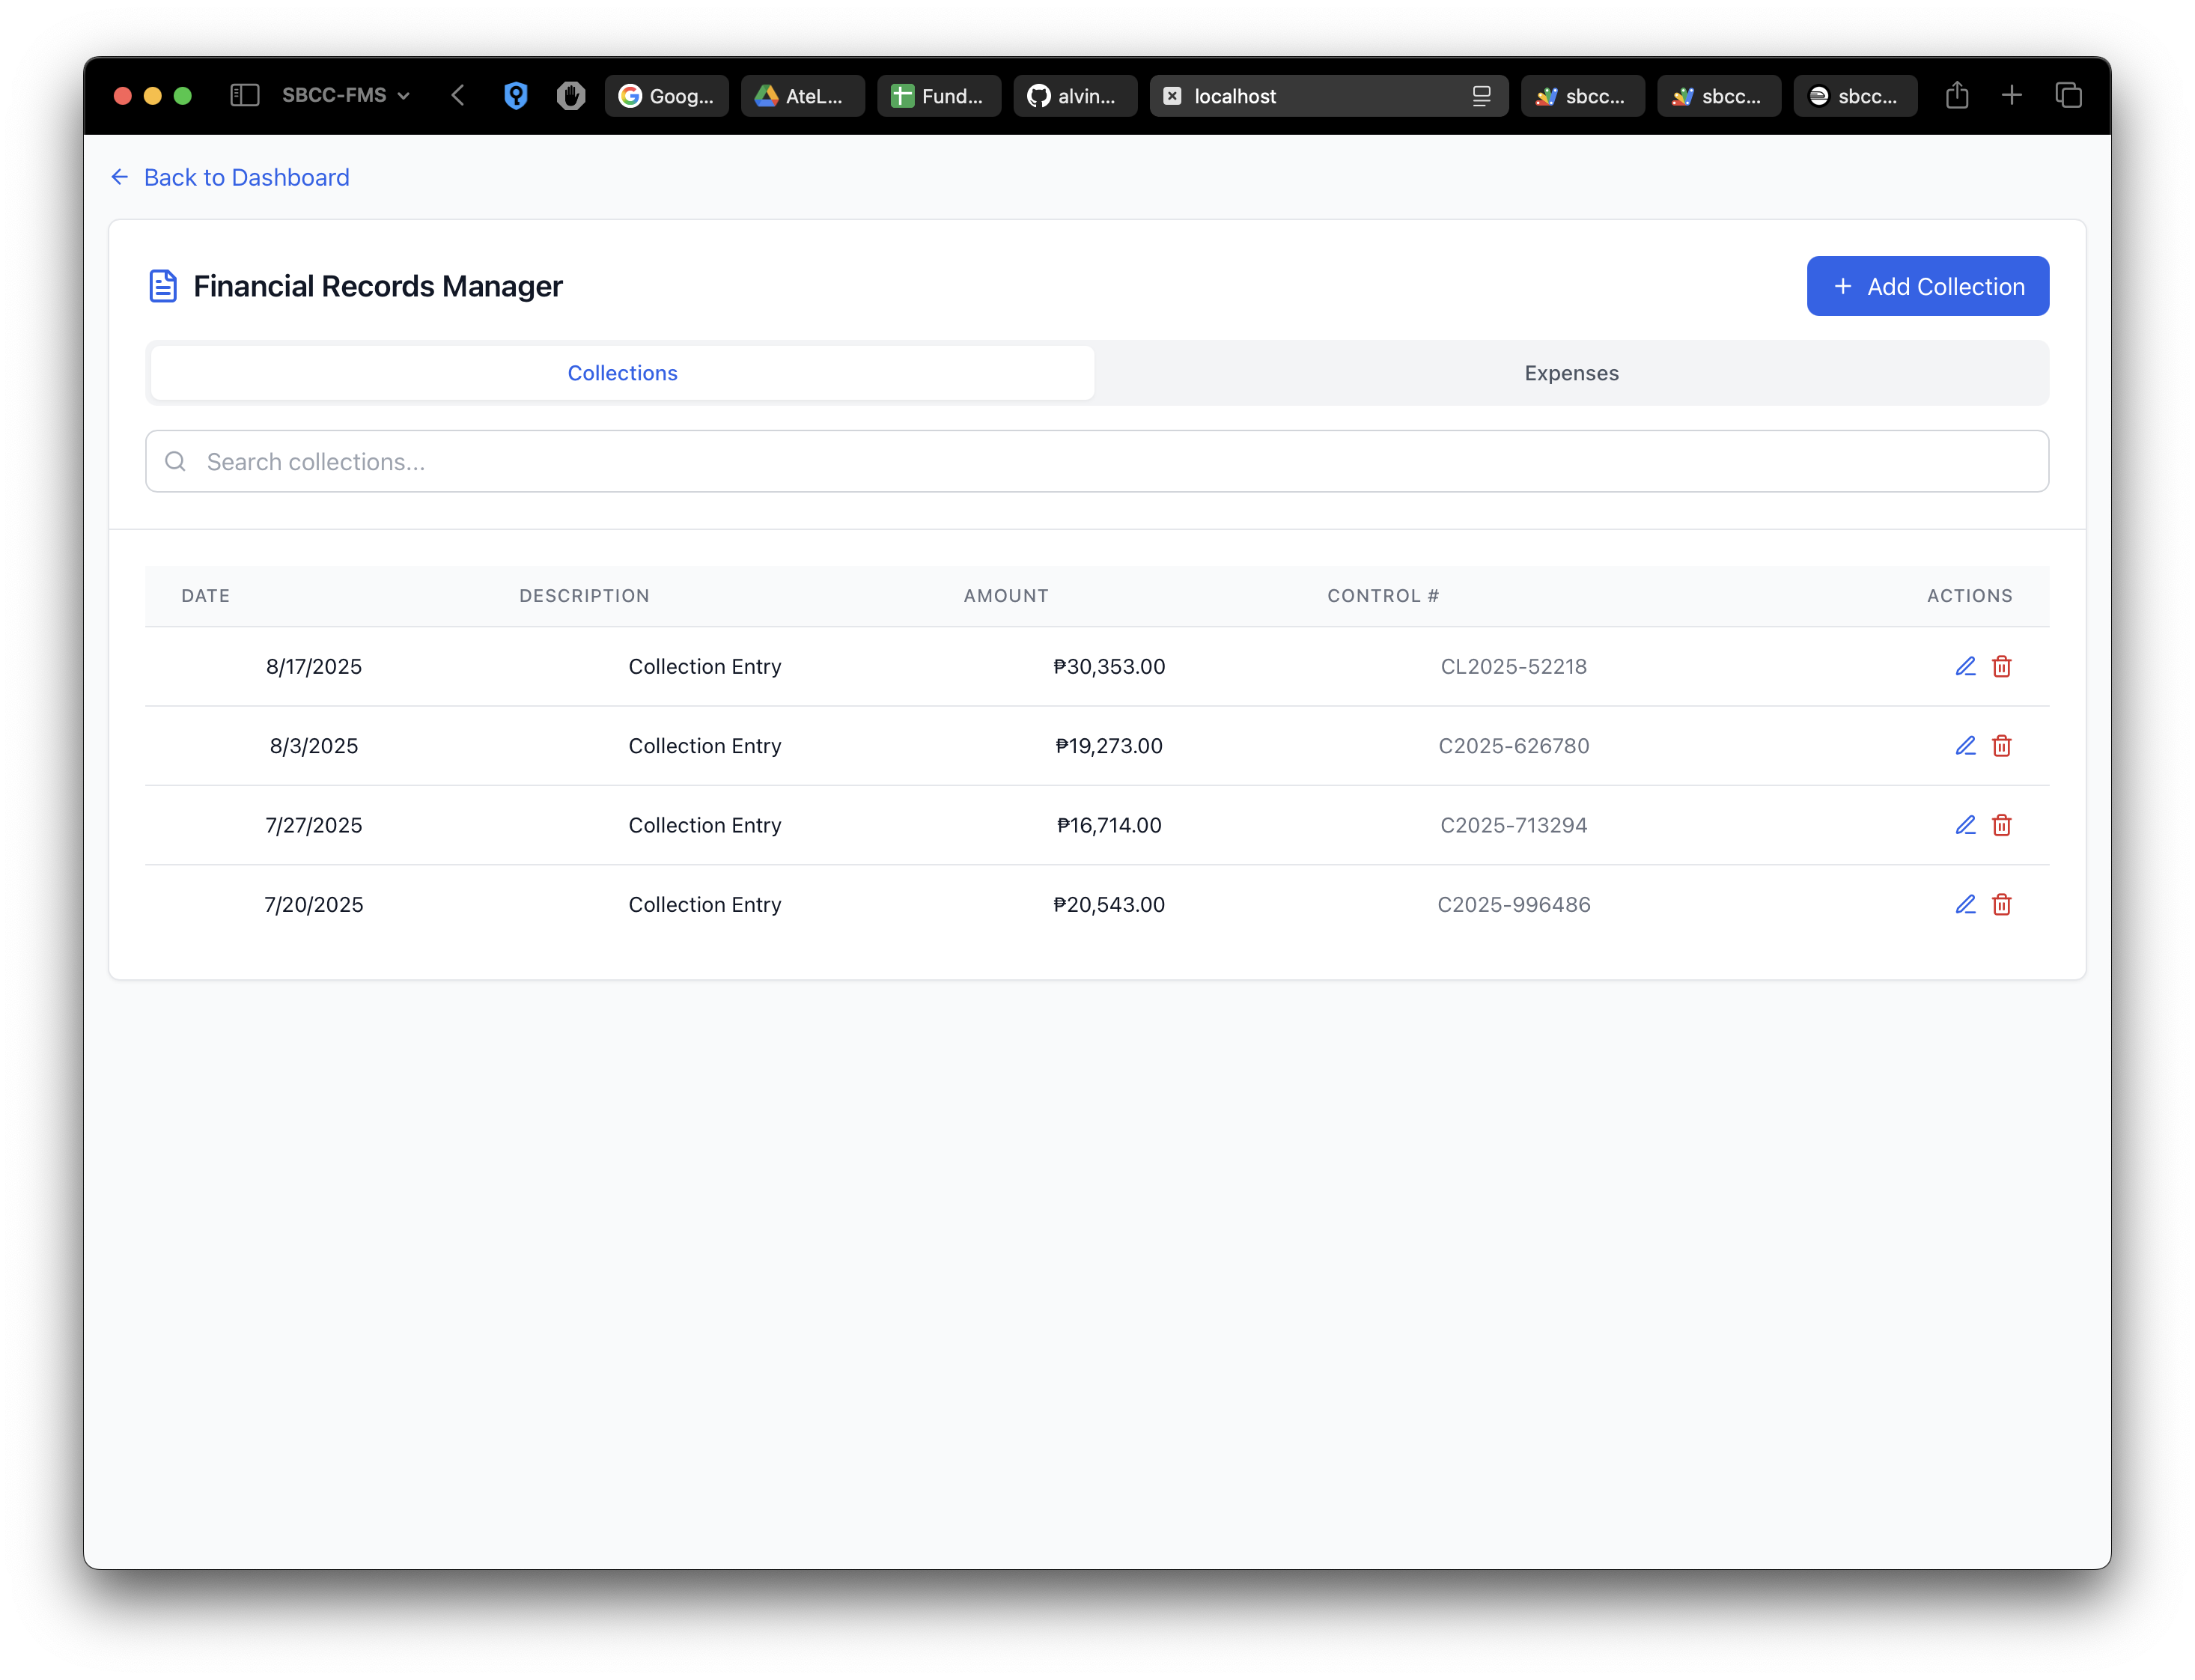 SBCC-FMS Goog... AteL... Fund... alvin... localhost sbcc... sbcc... sbcc...
Back to Dashboard
Financial Records Manager
Add Collection
Collections Expenses
Search collections...
DATE DESCRIPTION AMOUNT CONTROL # ACTIONS
8/17/2025 Collection Entry ₱30,353.00 CL2025-52218
8/3/2025 Collection Entry ₱19,273.00 C2025-626780
7/27/2025 Collection Entry ₱16,714.00 C2025-713294
7/20/2025 Collection Entry ₱20,543.00 C2025-996486